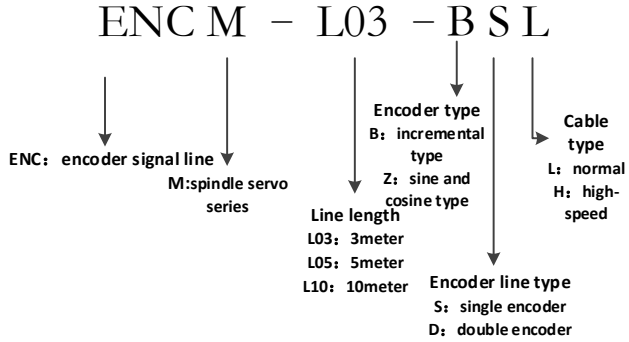 ENC M - L03 - B S L
ENC：encoder signal line
M:spindle servo
series
Line length
L03：3meter
L05：5meter
L10：10meter
Encoder type
B：incremental
type
Z：sine and
cosine type
Encoder line type
S：single encoder
D：double encoder
Cable
type
L：normal
H：high-
speed